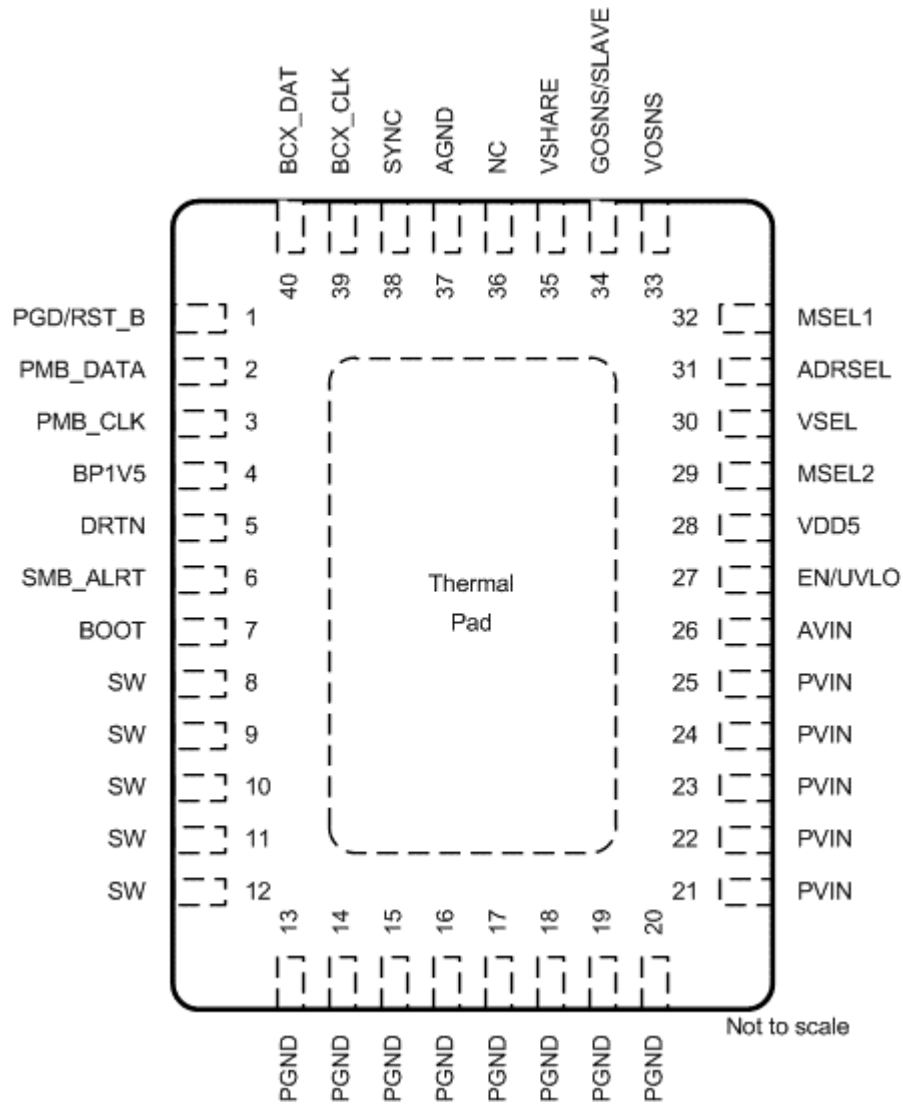 BCX_DAT
BCX_CLK
SYNC
AGND
NC
VSHARE
GOSNS/SLAVE
VOSNS
40
39
38
37
36
35
34
33
PGD/RST_B 1
32 MSEL1
PMB_DATA 2
31 ADRSEL
PMB_CLK 3
30 VSEL
BP1V5 4
29 MSEL2
DRTN 5
28 VDD5
SMB_ALRT 6
27 EN/UVLO
BOOT 7
26 AVIN
SW 8
25 PVIN
SW 9
24 PVIN
SW 10
23 PVIN
SW 11
22 PVIN
SW 12
21 PVIN
Thermal
Pad
13
14
15
16
17
18
19
20
PGND
PGND
PGND
PGND
PGND
PGND
PGND
PGND
Not to scale